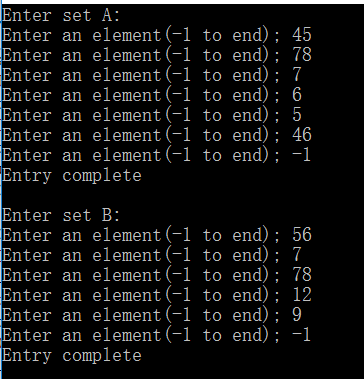 Enter set A:
Enter an element(-1 to end); 45
Enter an element(-1 to end); 78
Enter an element(-1 to end); 7
Enter an element(-1 to end); 6
Enter an element(-1 to end); 5
Enter an element(-1 to end); 46
Enter an element(-1 to end); -1
Entry complete
Enter set B:
Enter an element(-1 to end); 56
Enter an element(-1 to end); 7
Enter an element(-1 to end); 78
Enter an element(-1 to end); 12
Enter an element(-1 to end); 9
Enter an element(-1 to end); -1
Entry complete